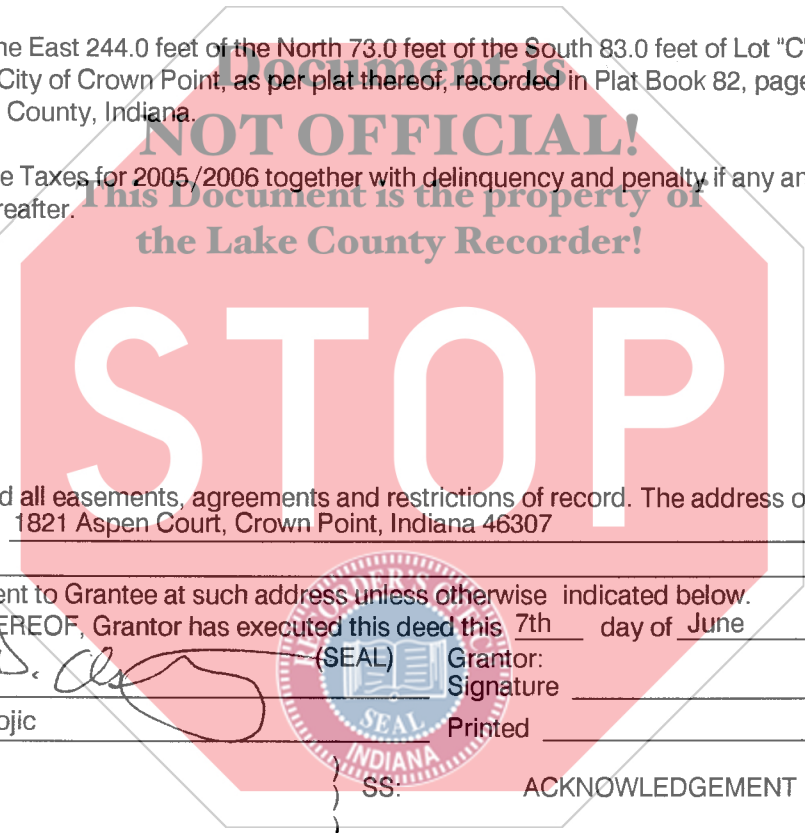 ne East 244.0 feet of the North 73.0 feet of the South 83.0 feet of Lot "C"
City of Crown Point, as per plat thereof, recorded in Plat Book 82, page
County, Indiana.
Document is
NOT OFFICIAL!
e Taxes for 2005/2006 together with delinquency and penalty if any an
reafter.
This Document is the property of
the Lake County Recorder!
STOP
d all easements, agreements and restrictions of record. The address o
1821 Aspen Court, Crown Point, Indiana 46307
ent to Grantee at such address unless otherwise indicated below.
EREOF, Grantor has executed this deed this 7th day of June
(SEAL) Grantor:
Signature
ojic Printed
RECORDER'S OFFICE
SEAL
INDIANA
) SS: ACKNOWLEDGEMENT
)
)